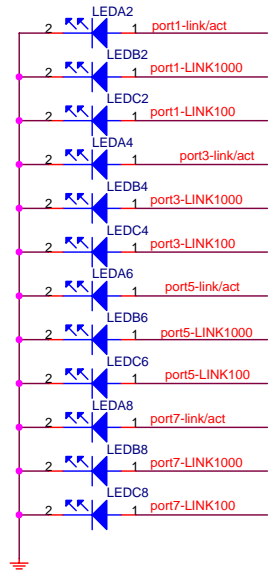 LEDA2
2 1 port1-link/act
LEDB2
2 1 port1-LINK1000
LEDC2
2 1 port1-LINK100
LEDA4
2 1 port3-link/act
LEDB4
2 1 port3-LINK1000
LEDC4
2 1 port3-LINK100
LEDA6
2 1 port5-link/act
LEDB6
2 1 port5-LINK1000
LEDC6
2 1 port5-LINK100
LEDA8
2 1 port7-link/act
LEDB8
2 1 port7-LINK1000
LEDC8
2 1 port7-LINK100